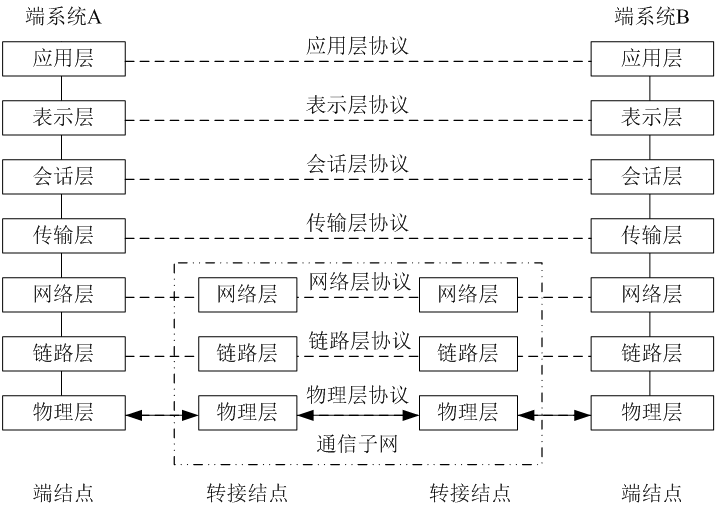 端系统A 端系统B
应用层 应用层协议 应用层
表示层 表示层协议 表示层
会话层 会话层协议 会话层
传输层 传输层协议 传输层
网络层 网络层 网络层协议 网络层 网络层
链路层 链路层 链路层协议 链路层 链路层
物理层 物理层 物理层协议 物理层 物理层
通信子网
端结点 转接结点 转接结点 端结点